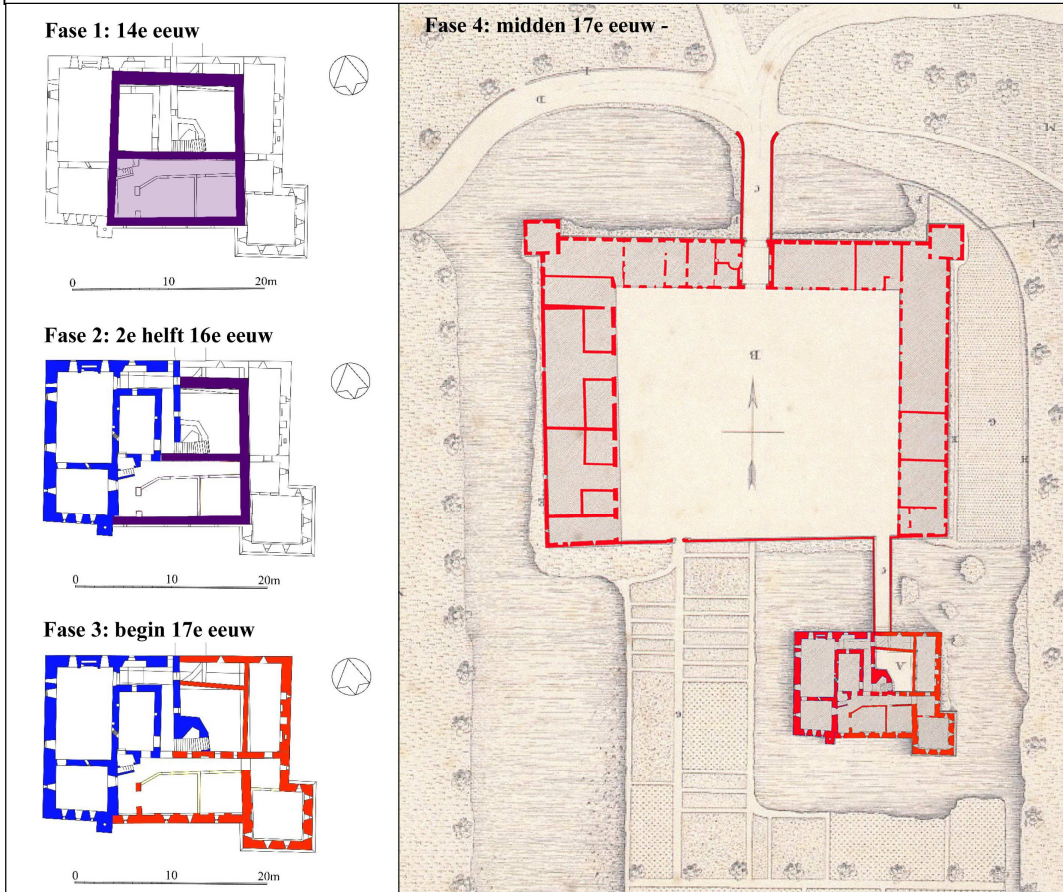 Fase 1: 14e eeuw
0 10 20m
Fase 2: 2e helft 16e eeuw
0 10 20m
Fase 3: begin 17e eeuw
0 10 20m
Fase 4: midden 17e eeuw -
D
I
D
M
I
C
F
F
B
G
E
H
E
C
A
G